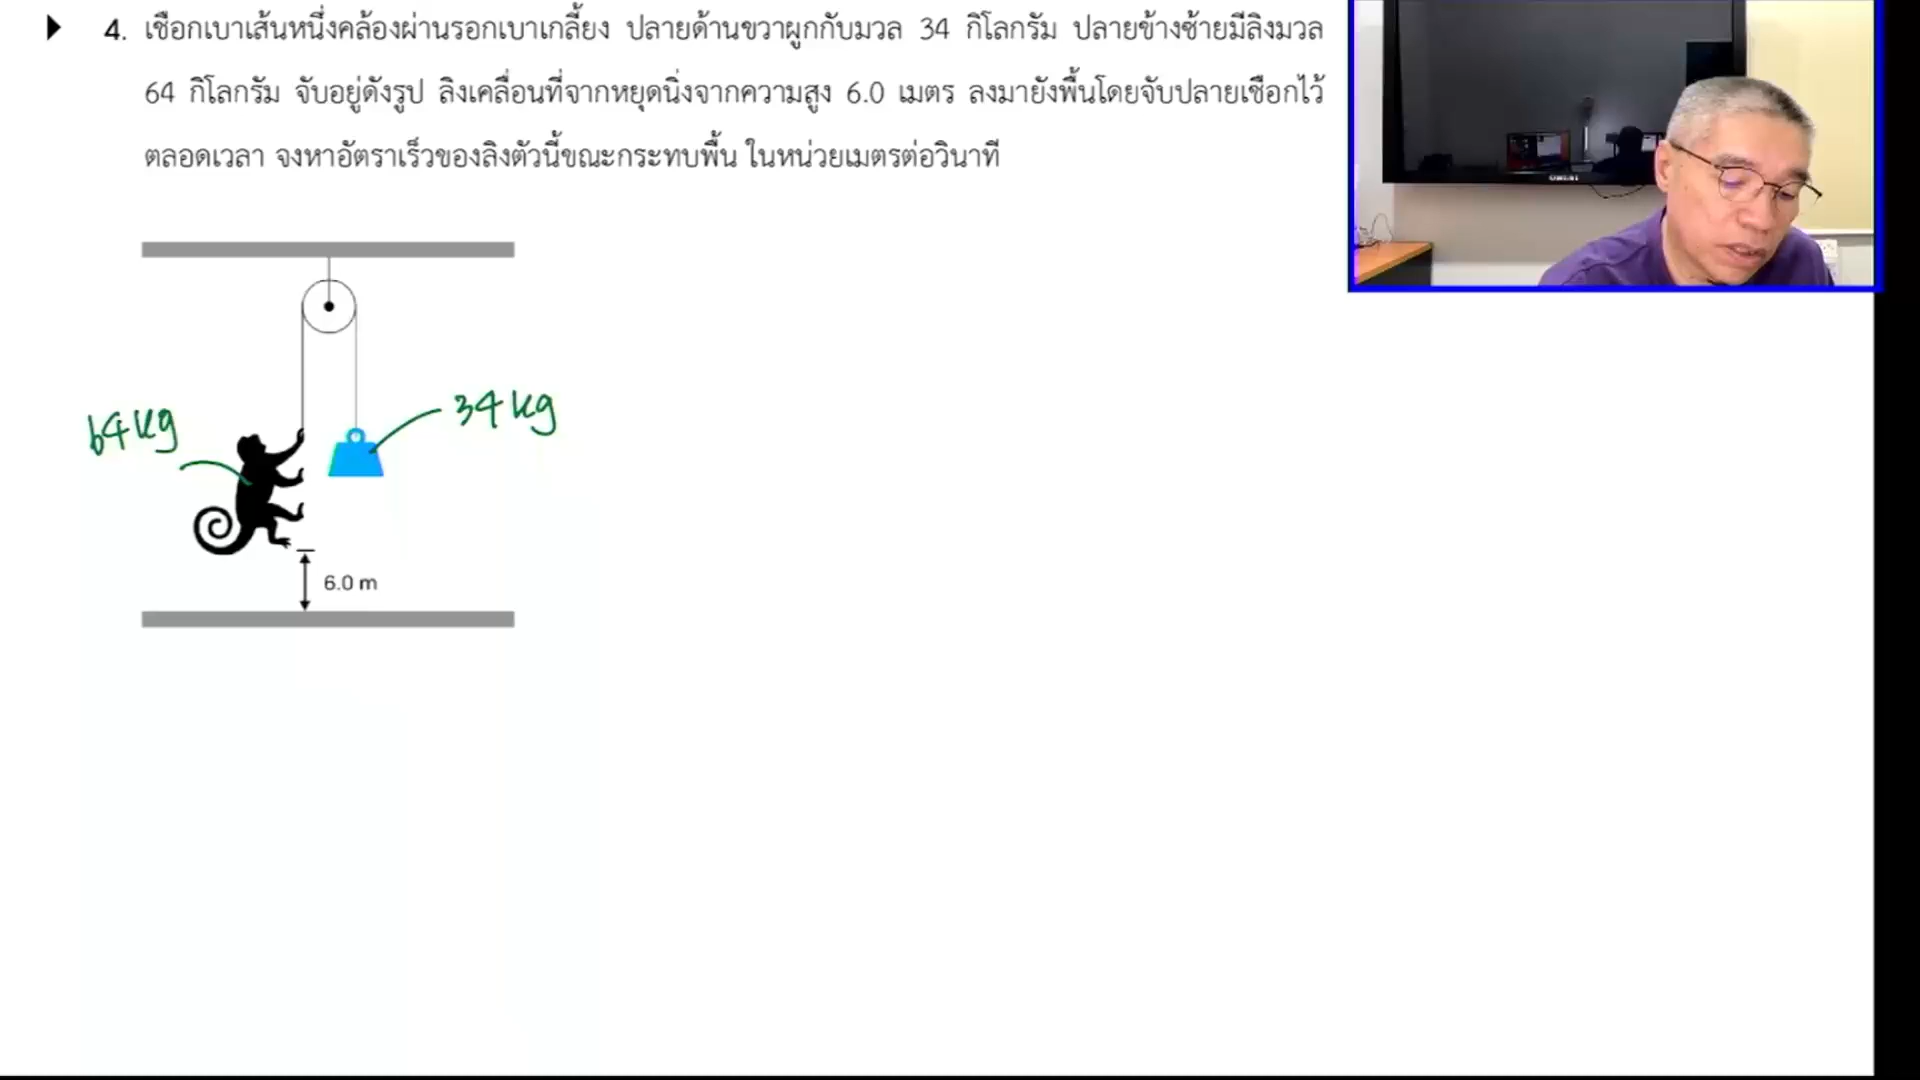 4. เชือกเบาเส้นหนึ่งคล้องผ่านรอกเบาเกลี้ยง ปลายด้านขวาผูกกับมวล 34 กิโลกรัม ปลายข้างซ้ายมีลิงมวล
64 กิโลกรัม จับอยู่ดังรูป ลิงเคลื่อนที่จากหยุดนิ่งจากความสูง 6.0 เมตร ลงมายังพื้นโดยจับปลายเชือกไว้
ตลอดเวลา จงหาอัตราเร็วของลิงตัวนี้ขณะกระทบพื้น ในหน่วยเมตรต่อวินาที
64 kg
34 kg
6.0 m